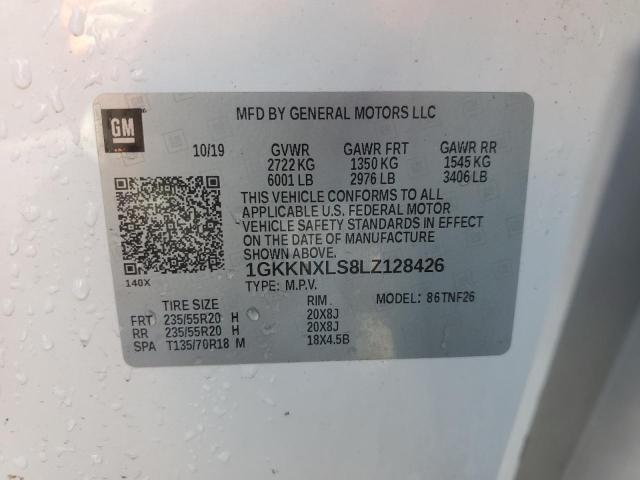 GM
MFD BY GENERAL MOTORS LLC
10/19 GVWR GAWR FRT GAWR RR
2722 KG 1350 KG 1545 KG
6001 LB 2976 LB 3406 LB
THIS VEHICLE CONFORMS TO ALL
APPLICABLE U.S. FEDERAL MOTOR
VEHICLE SAFETY STANDARDS IN EFFECT
ON THE DATE OF MANUFACTURE
SHOWN ABOVE.
1GKKNXLS8LZ128426
140X
TYPE: M.P.V. MODEL: 86TNF26
TIRE SIZE RIM
FRT 235/55R20 H 20X8J
RR 235/55R20 H 20X8J
SPA T135/70R18 M 18X4.5B